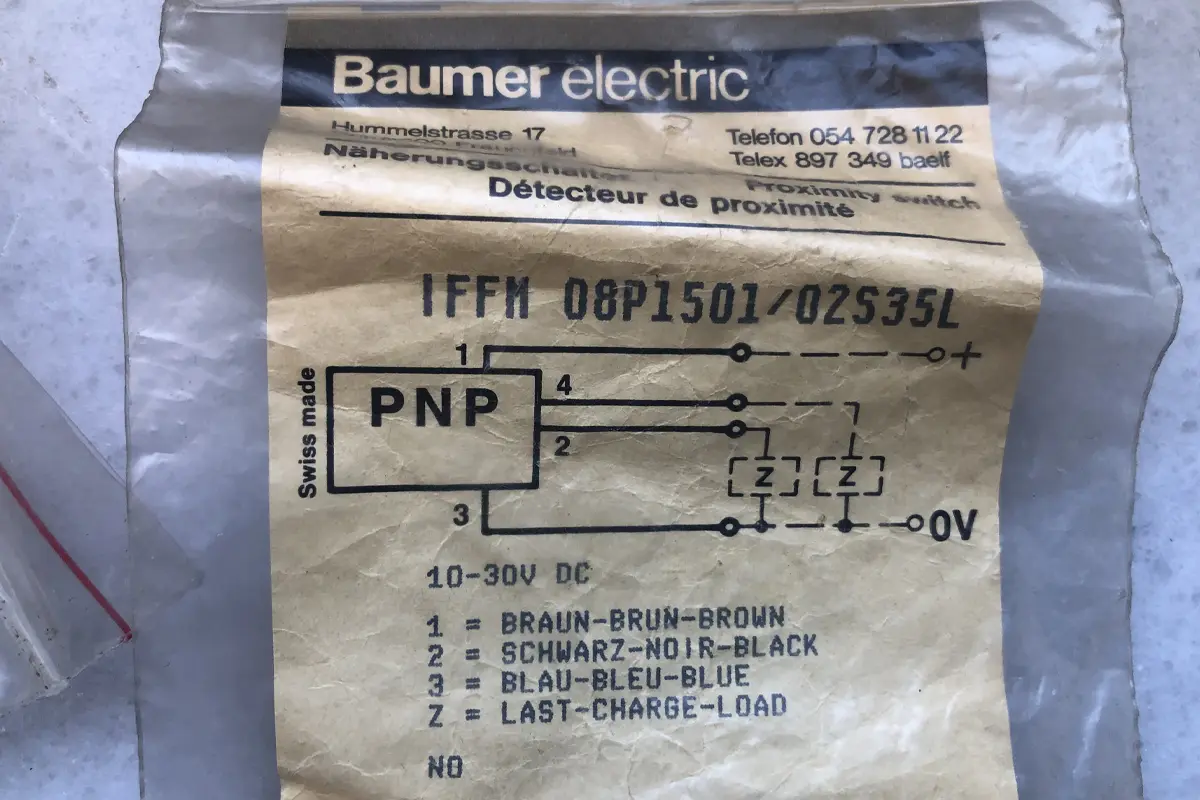 Baumer electric
Hummelstrasse 17
Telefon 054 728 11 22
Telex 897 349 baelf
Näherungsschalter
Proximity switch
Détecteur de proximité
IFFM 08P1501/02S35L
1
+
4
PNP
Swiss made
2
Z Z
3
0V
10-30V DC
1 = BRAUN-BRUN-BROWN
2 = SCHWARZ-NOIR-BLACK
3 = BLAU-BLEU-BLUE
Z = LAST-CHARGE-LOAD
NO